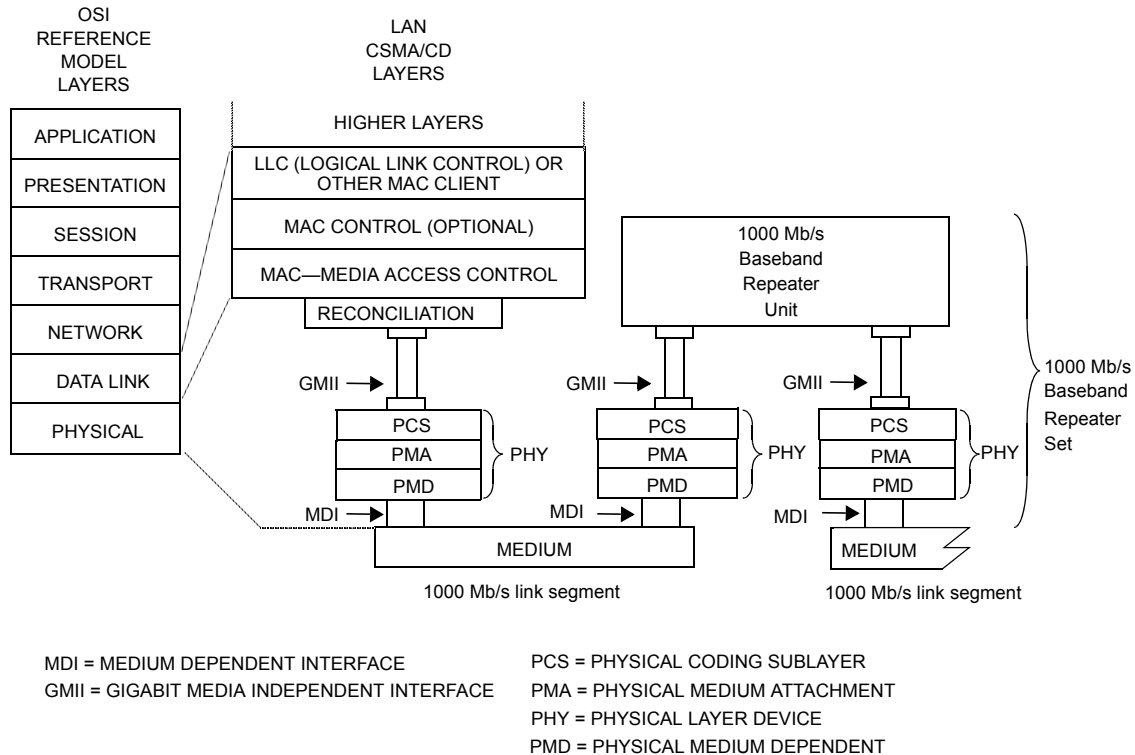 OSI
REFERENCE
MODEL
LAYERS
LAN
CSMA/CD
LAYERS
APPLICATION
PRESENTATION
SESSION
TRANSPORT
NETWORK
DATA LINK
PHYSICAL
HIGHER LAYERS
LLC (LOGICAL LINK CONTROL) OR
OTHER MAC CLIENT
MAC CONTROL (OPTIONAL)
MAC—MEDIA ACCESS CONTROL
RECONCILIATION
GMII
PCS
PMA
PMD
PHY
MDI
1000 Mb/s
Baseband
Repeater
Unit
GMII
PCS
PMA
PMD
PHY
MDI
GMII
PCS
PMA
PMD
PHY
MDI
1000 Mb/s
Baseband
Repeater
Set
MEDIUM
MEDIUM
1000 Mb/s link segment
1000 Mb/s link segment
MDI = MEDIUM DEPENDENT INTERFACE
GMII = GIGABIT MEDIA INDEPENDENT INTERFACE
PCS = PHYSICAL CODING SUBLAYER
PMA = PHYSICAL MEDIUM ATTACHMENT
PHY = PHYSICAL LAYER DEVICE
PMD = PHYSICAL MEDIUM DEPENDENT